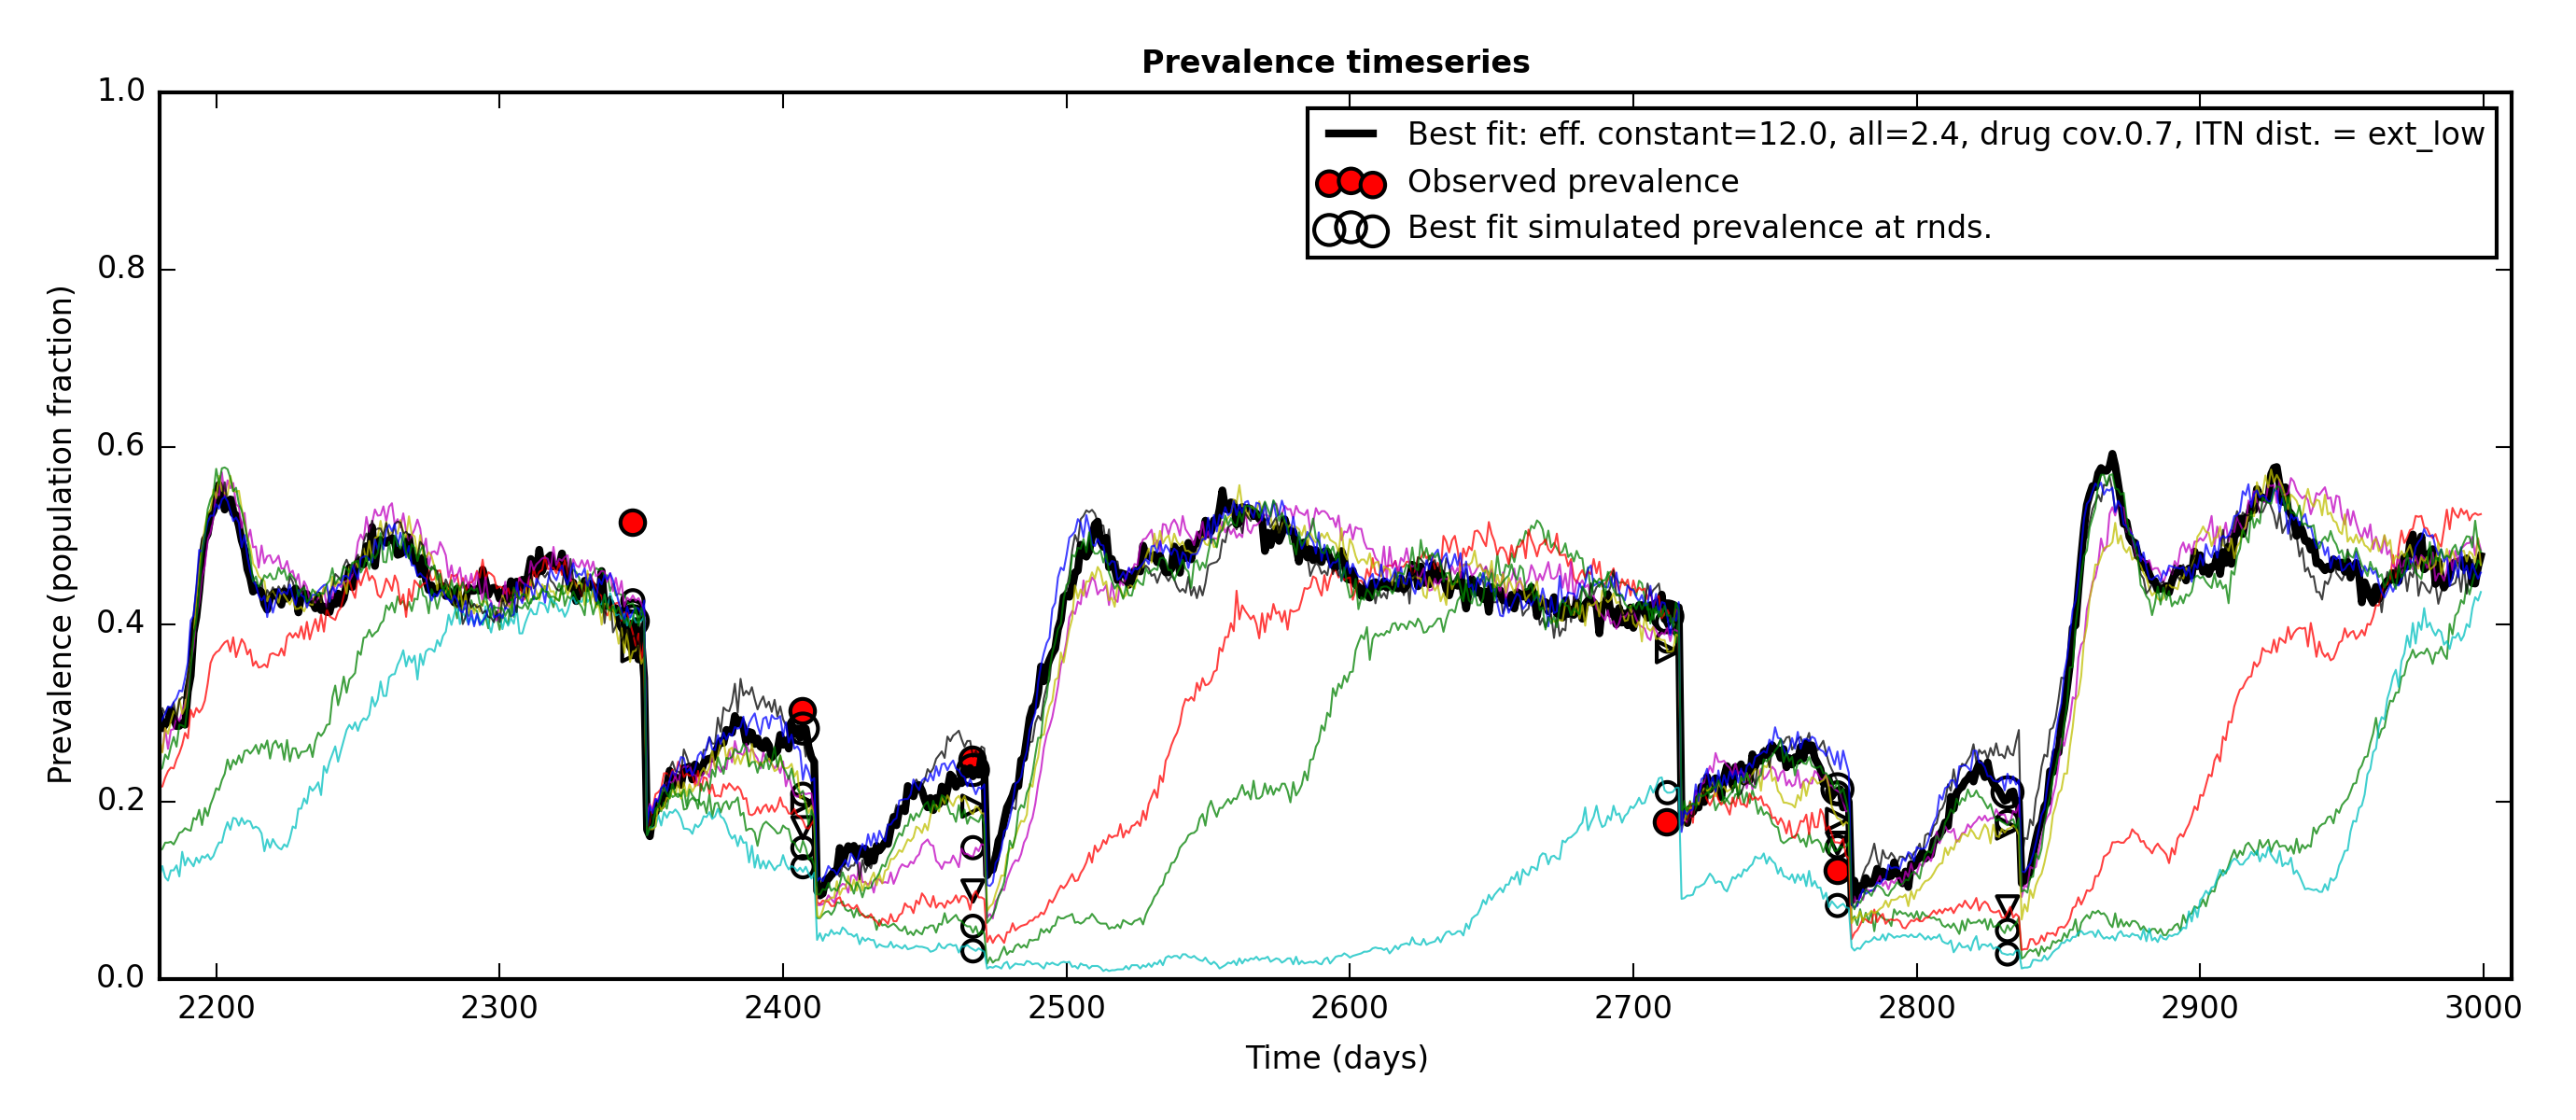 Prevalence timeseries
Best fit: eff. constant=12.0, all=2.4, drug cov.0.7, ITN dist. = ext_low
Observed prevalence
Best fit simulated prevalence at rnds.
Prevalence (population fraction)
1.0
0.8
0.6
0.4
0.2
0.0
2200 2300 2400 2500 2600 2700 2800 2900 3000
Time (days)